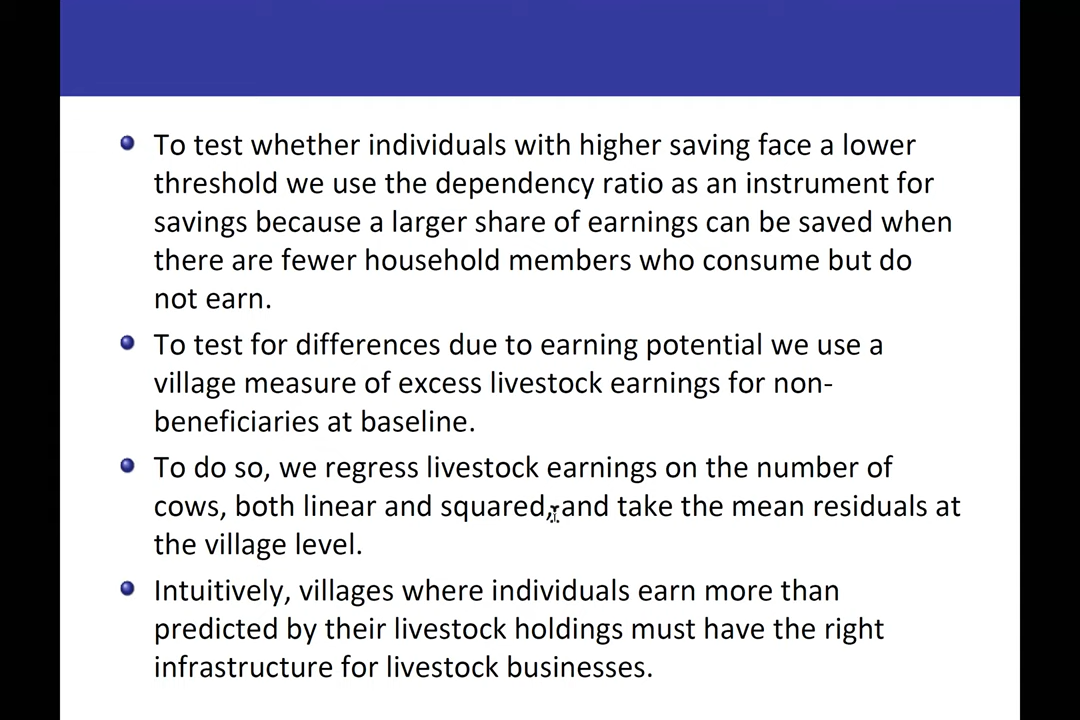 To test whether individuals with higher saving face a lower
threshold we use the dependency ratio as an instrument for
savings because a larger share of earnings can be saved when
there are fewer household members who consume but do
not earn.
To test for differences due to earning potential we use a
village measure of excess livestock earnings for non-
beneficiaries at baseline.
To do so, we regress livestock earnings on the number of
cows, both linear and squared, and take the mean residuals at
the village level.
Intuitively, villages where individuals earn more than
predicted by their livestock holdings must have the right
infrastructure for livestock businesses.